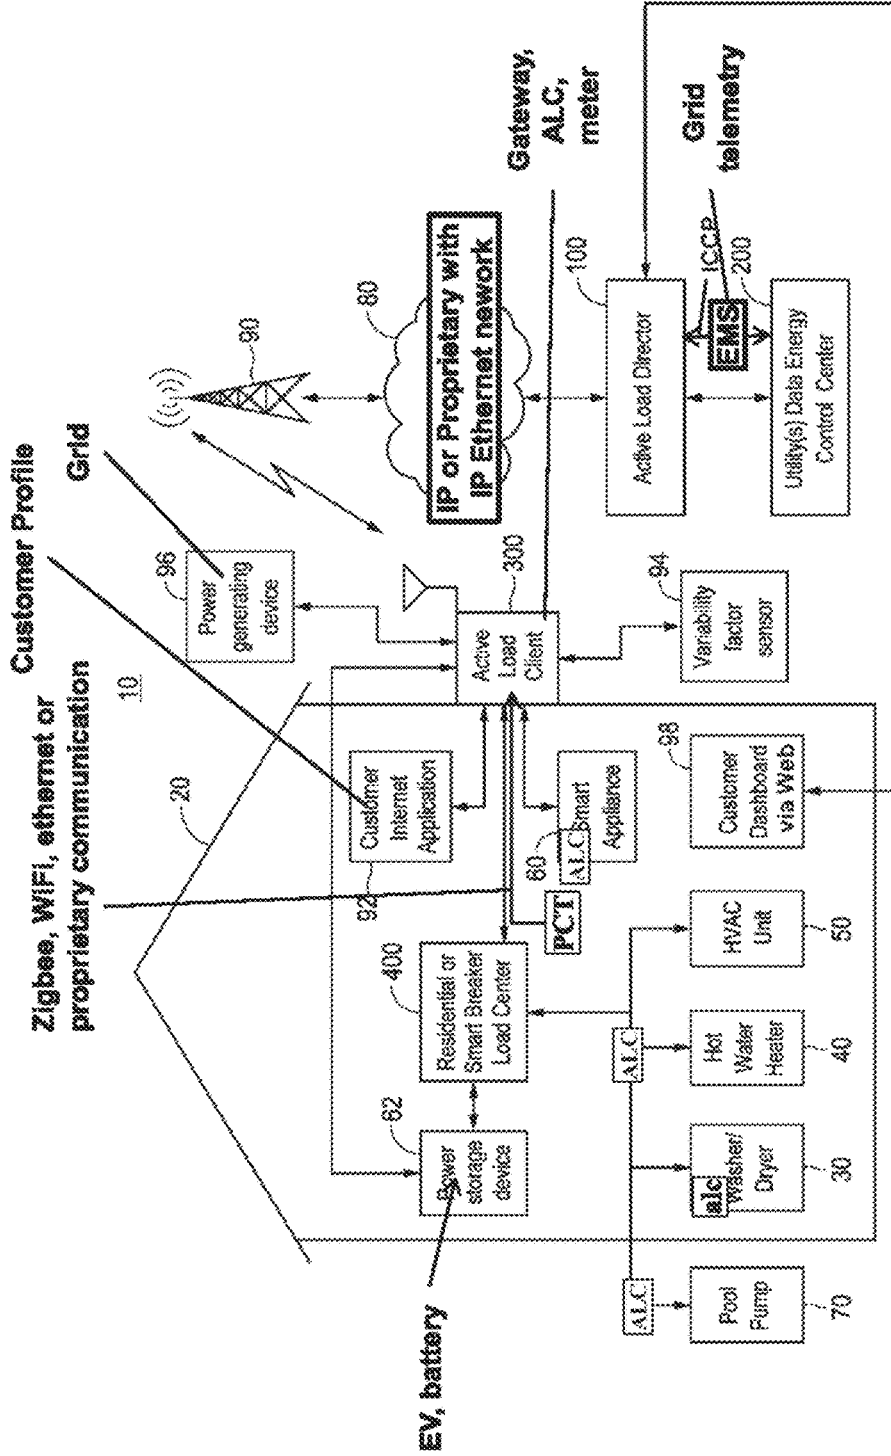 Zigbee, WiFi, ethernet or
proprietary communication
Customer Profile
Grid
10
20
96
Power
generating
device
90
80
IP or Proprietary with
IP Ethernet nework
Gateway,
ALC,
meter
Grid
telemetry
100
Active Load Director
ICCP
EMS
200
Utility(s) Data Energy
Control Center
300
Active
Load
Client
94
Variability
factor
sensor
92
Customer
Internet
Application
60
ALC
Smart
Appliance
PCT
98
Customer
Dashboard
via Web
400
Residential or
Smart Breaker
Load Center
62
Power
storage
device
EV, battery
ALC
HVAC
Unit
50
Hot
Water
Heater
40
alc
Washer/
Dryer
30
ALC
Pool
Pump
70